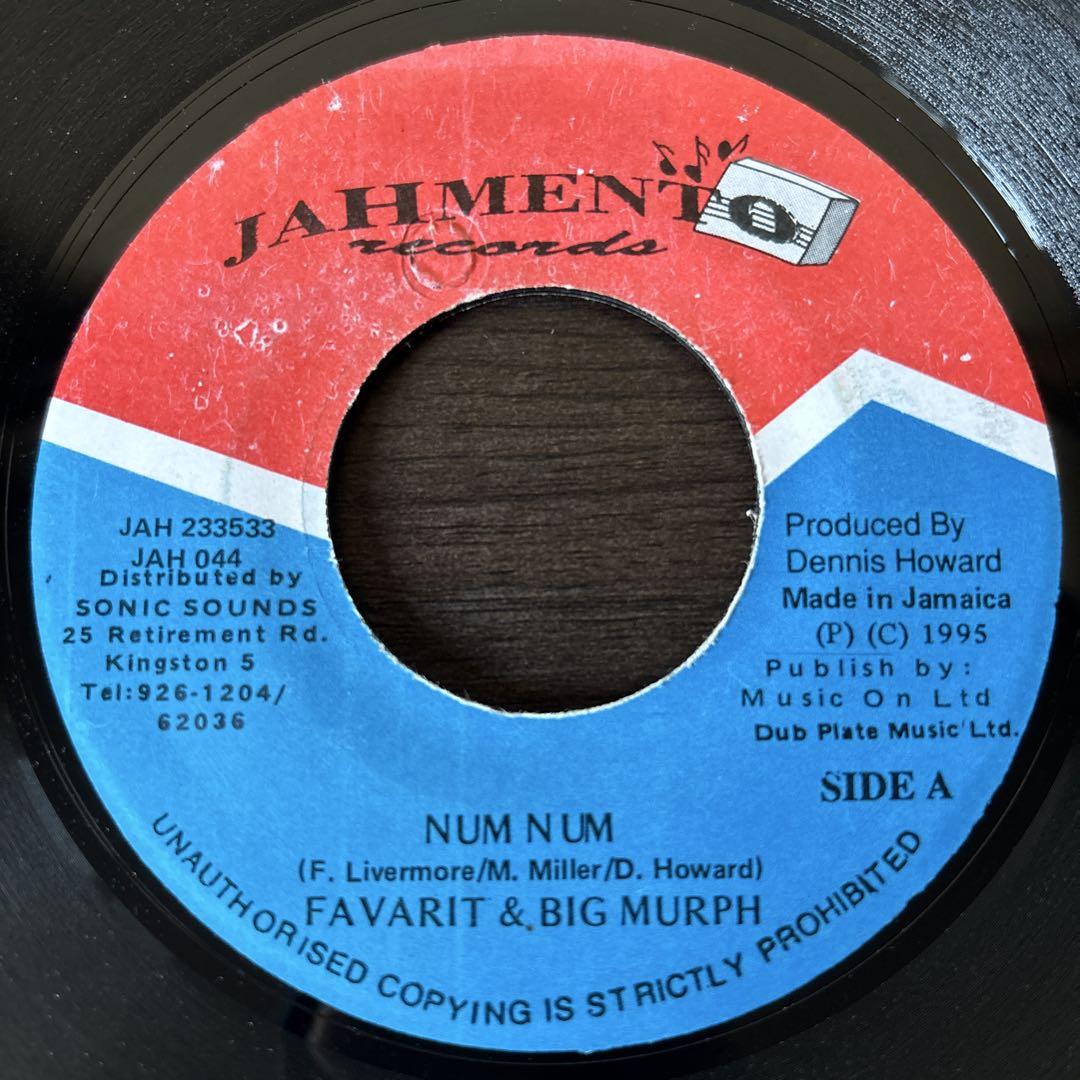 JAHMENT
records
JAH 233533
JAH 044
Distributed by
SONIC SOUNDS
25 Retirement Rd.
Kingston 5
Tel:926-1204/
62036
Produced By
Dennis Howard
Made in Jamaica
(P) (C) 1995
Publish by:
Music On Ltd
Dub Plate Music Ltd.
SIDE A
NUM NUM
(F. Livermore/M. Miller/D. Howard)
FAVARIT & BIG MURPH
UNAUTHORISED COPYING IS STRICTLY PROHIBITED